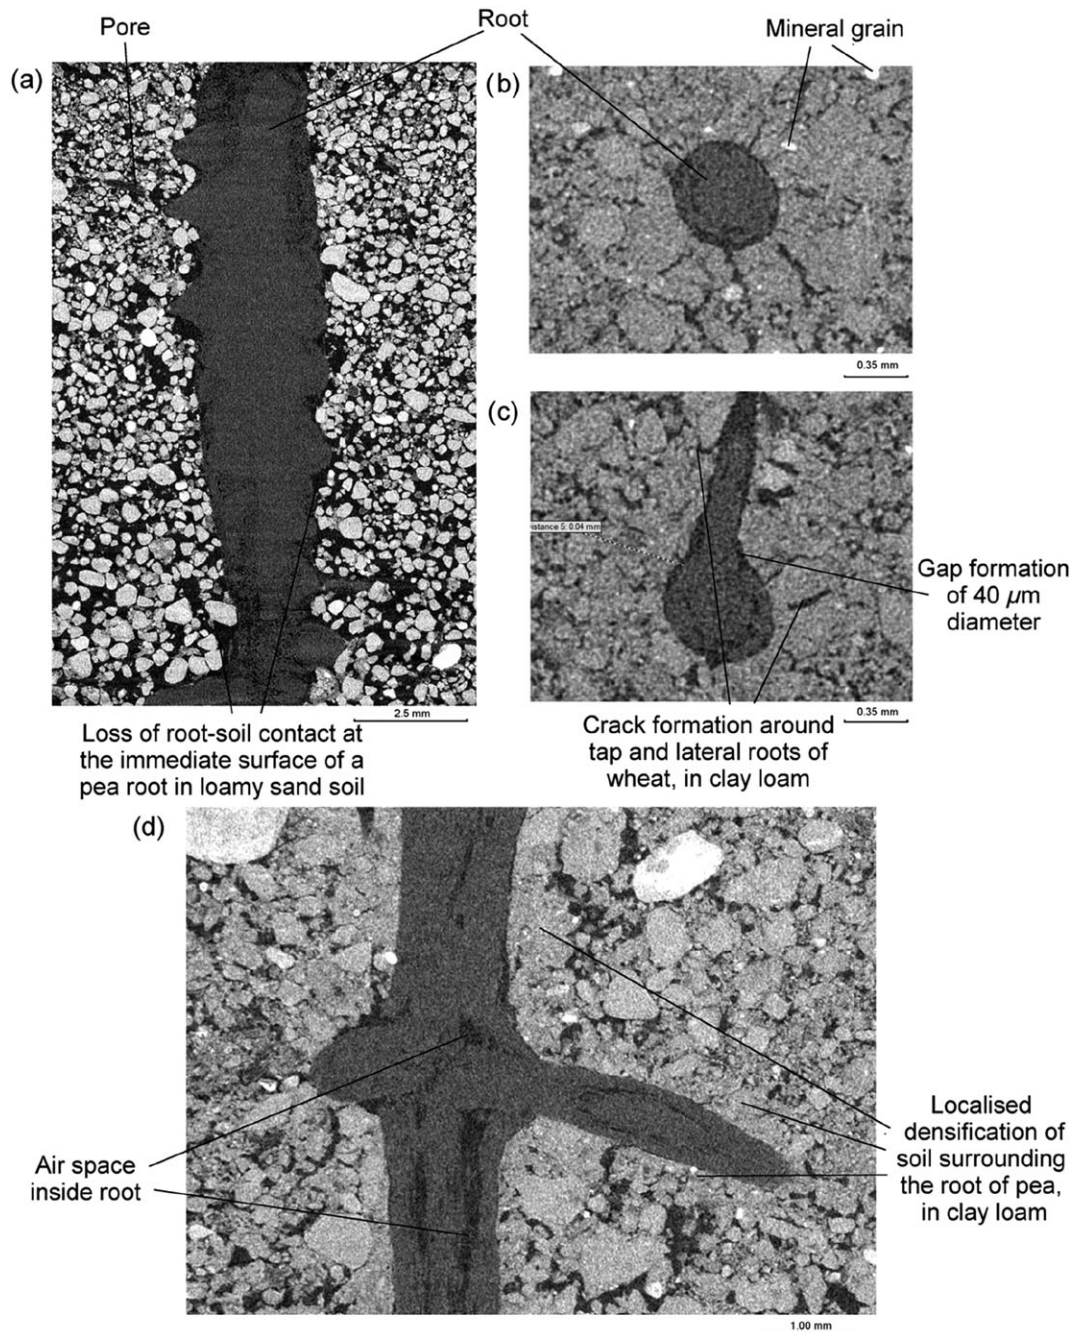 Pore
Root
Mineral grain
(a)
(b)
0.35 mm
(c)
istance 5: 0.04 mm
Gap formation
of 40 µm
diameter
2.5 mm
0.35 mm
Loss of root-soil contact at
the immediate surface of a
pea root in loamy sand soil
Crack formation around
tap and lateral roots of
wheat, in clay loam
(d)
Localised
densification of
soil surrounding
the root of pea,
in clay loam
Air space
inside root
1.00 mm